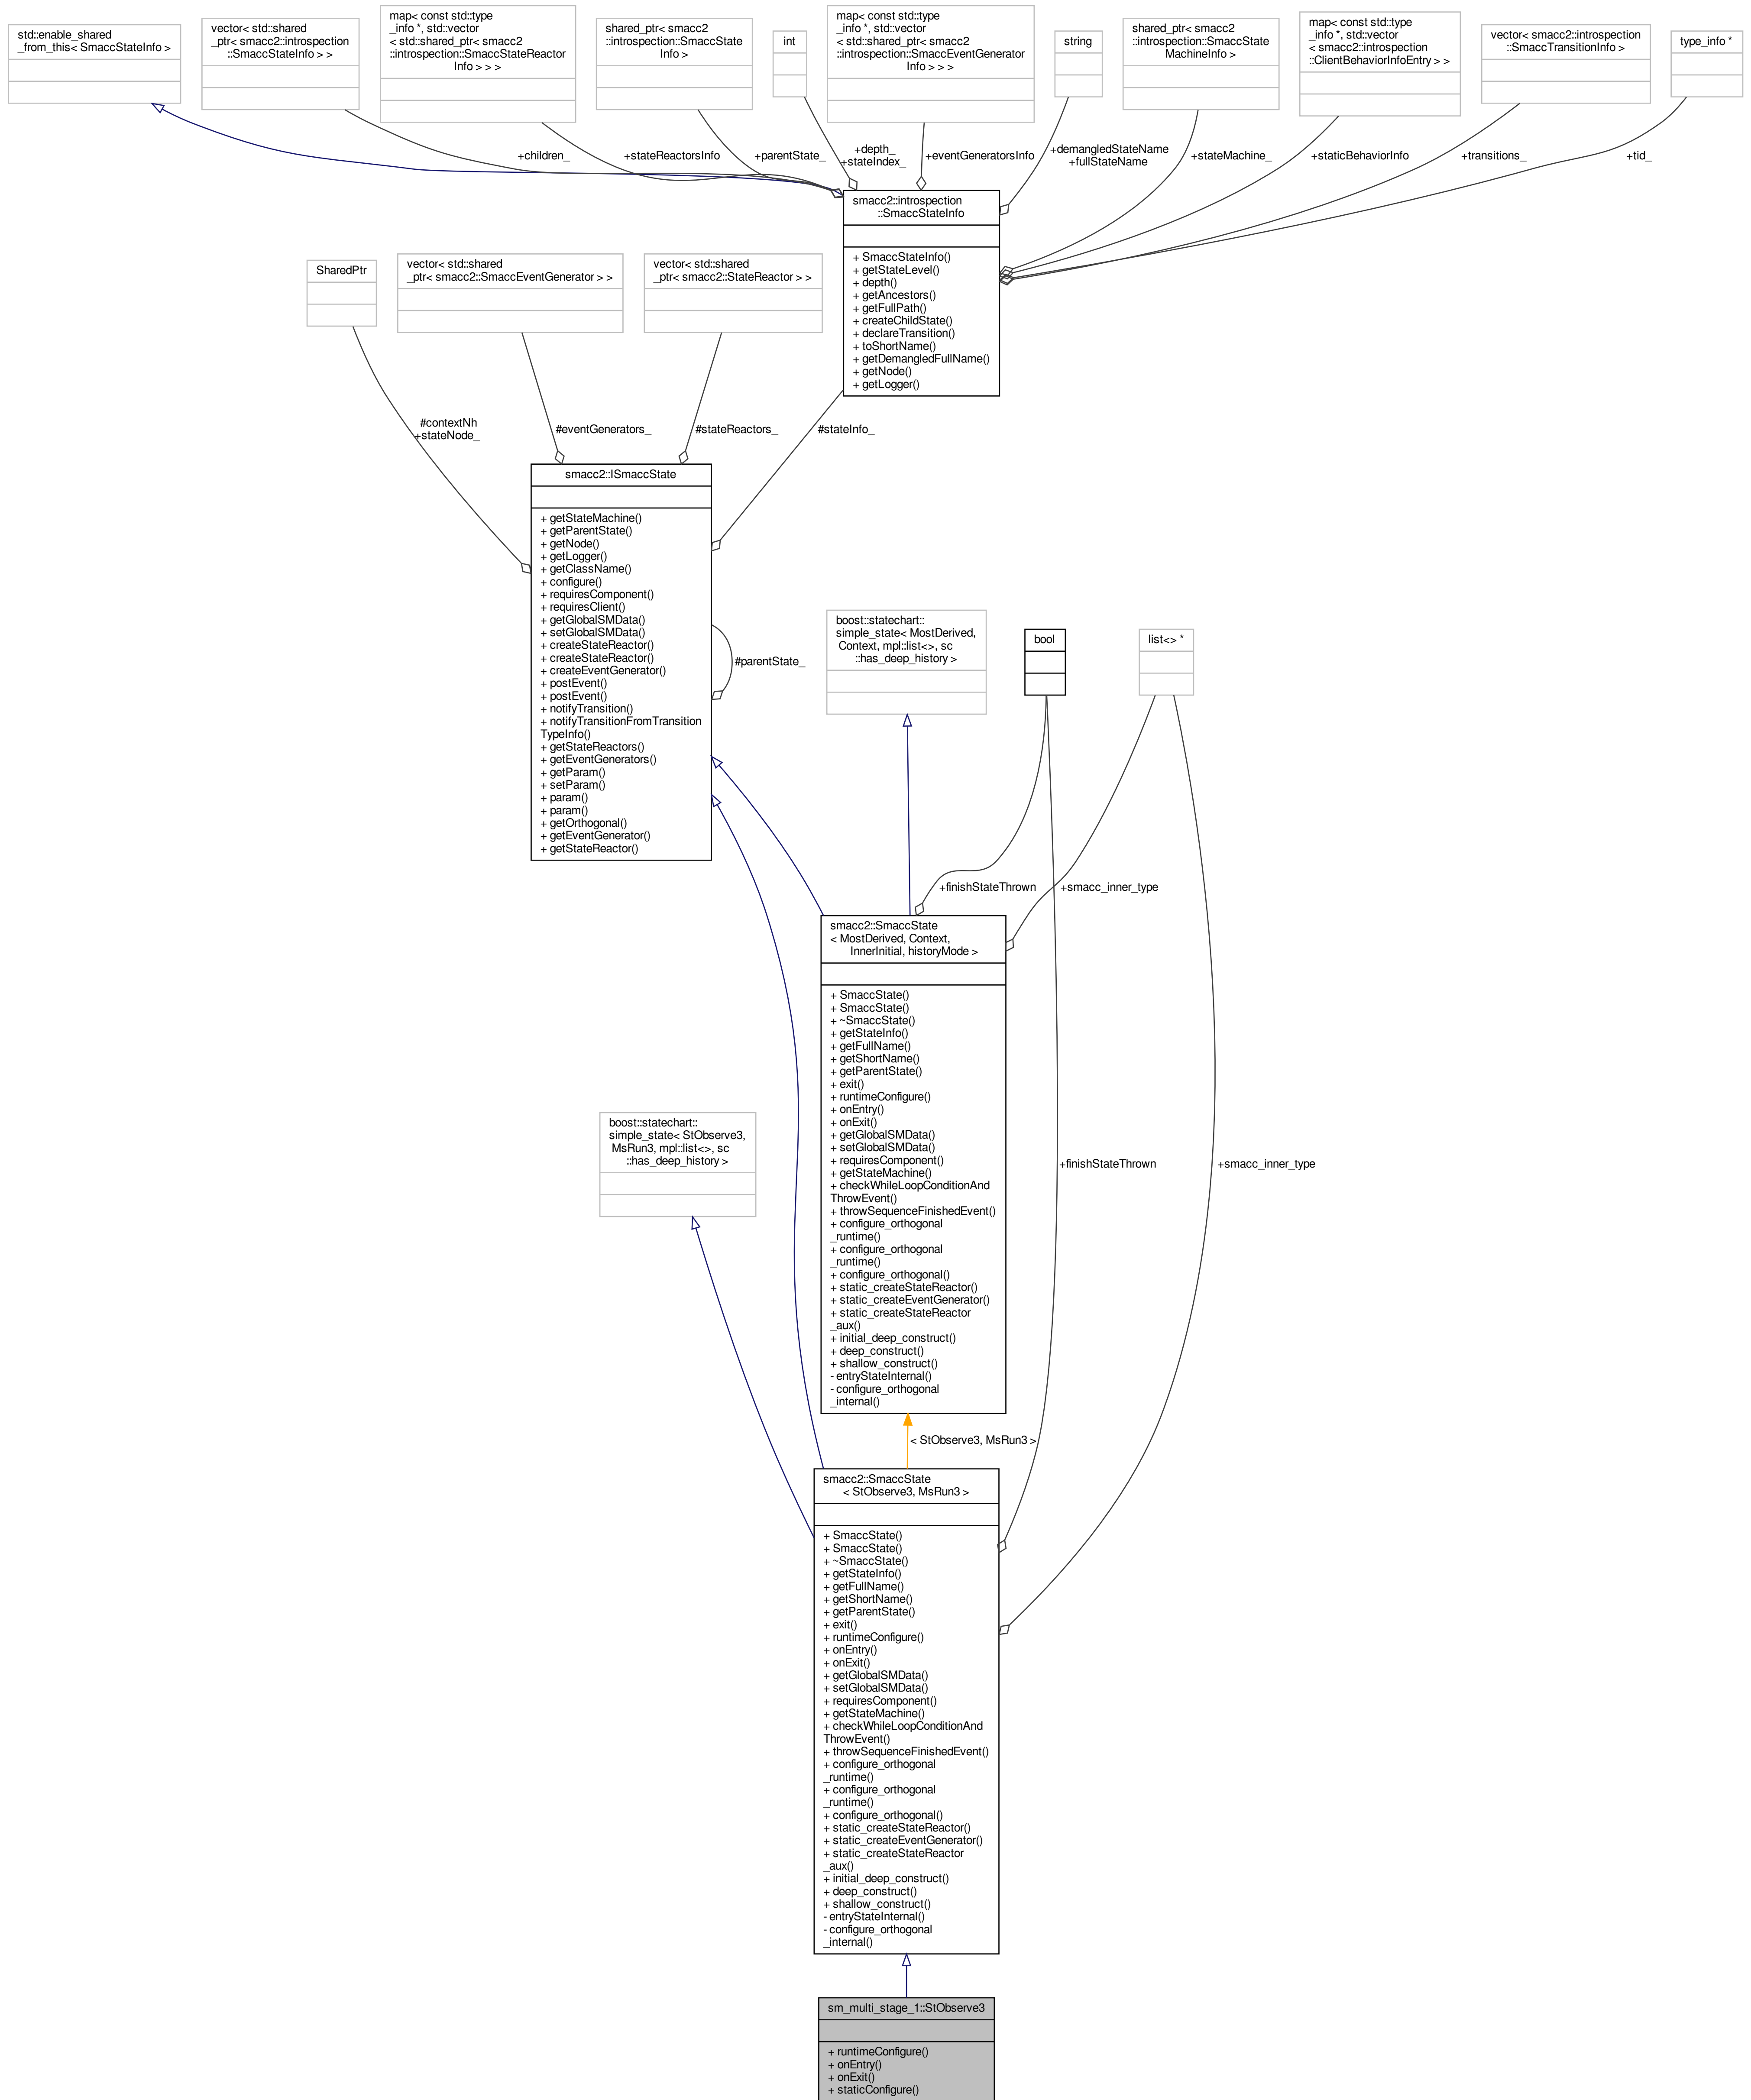 std::enable_shared
_from_this< SmaccStateInfo >
vector< std::shared
_ptr< smacc2::introspection
::SmaccStateInfo > >
map< const std::type
_info *, std::vector
< std::shared_ptr< smacc2
::introspection::SmaccStateReactor
Info > > >
shared_ptr< smacc2
::introspection::SmaccState
Info >
int
map< const std::type
_info *, std::vector
< std::shared_ptr< smacc2
::introspection::SmaccEventGenerator
Info > > >
string
shared_ptr< smacc2
::introspection::SmaccState
MachineInfo >
map< const std::type
_info *, std::vector
< smacc2::introspection
::ClientBehaviorInfoEntry > >
vector< smacc2::introspection
::SmaccTransitionInfo >
type_info *
+children_
+stateReactorsInfo
+parentState_
+depth_
+stateIndex_
+eventGeneratorsInfo
+demangledStateName
+fullStateName
+stateMachine_
+staticBehaviorInfo
+transitions_
+tid_
smacc2::introspection
::SmaccStateInfo
+ SmaccStateInfo()
+ getStateLevel()
+ depth()
+ getAncestors()
+ getFullPath()
+ createChildState()
+ declareTransition()
+ toShortName()
+ getDemangledFullName()
+ getNode()
+ getLogger()
SharedPtr
vector< std::shared
_ptr< smacc2::SmaccEventGenerator > >
vector< std::shared
_ptr< smacc2::StateReactor > >
#contextNh
+stateNode_
#eventGenerators_
#stateReactors_
#stateInfo_
smacc2::ISmaccState
+ getStateMachine()
+ getParentState()
+ getNode()
+ getLogger()
+ getClassName()
+ configure()
+ requiresComponent()
+ requiresClient()
+ getGlobalSMData()
+ setGlobalSMData()
+ createStateReactor()
+ createStateReactor()
+ createEventGenerator()
+ postEvent()
+ postEvent()
+ notifyTransition()
+ notifyTransitionFromTransition
TypeInfo()
+ getStateReactors()
+ getEventGenerators()
+ getParam()
+ setParam()
+ param()
+ param()
+ getOrthogonal()
+ getEventGenerator()
+ getStateReactor()
#parentState_
boost::statechart::
simple_state< MostDerived,
Context, mpl::list<>, sc
::has_deep_history >
bool
list<> *
+finishStateThrown
+smacc_inner_type
smacc2::SmaccState
< MostDerived, Context,
InnerInitial, historyMode >
+ SmaccState()
+ SmaccState()
+ ~SmaccState()
+ getStateInfo()
+ getFullName()
+ getShortName()
+ getParentState()
+ exit()
+ runtimeConfigure()
+ onEntry()
+ onExit()
+ getGlobalSMData()
+ setGlobalSMData()
+ requiresComponent()
+ getStateMachine()
+ checkWhileLoopConditionAnd
ThrowEvent()
+ throwSequenceFinishedEvent()
+ configure_orthogonal
_runtime()
+ configure_orthogonal
_runtime()
+ configure_orthogonal()
+ static_createStateReactor()
+ static_createEventGenerator()
+ static_createStateReactor
_aux()
+ initial_deep_construct()
+ deep_construct()
+ shallow_construct()
- entryStateInternal()
- configure_orthogonal
_internal()
boost::statechart::
simple_state< StObserve3,
MsRun3, mpl::list<>, sc
::has_deep_history >
+finishStateThrown
+smacc_inner_type
< StObserve3, MsRun3 >
smacc2::SmaccState
< StObserve3, MsRun3 >
+ SmaccState()
+ SmaccState()
+ ~SmaccState()
+ getStateInfo()
+ getFullName()
+ getShortName()
+ getParentState()
+ exit()
+ runtimeConfigure()
+ onEntry()
+ onExit()
+ getGlobalSMData()
+ setGlobalSMData()
+ requiresComponent()
+ getStateMachine()
+ checkWhileLoopConditionAnd
ThrowEvent()
+ throwSequenceFinishedEvent()
+ configure_orthogonal
_runtime()
+ configure_orthogonal
_runtime()
+ configure_orthogonal()
+ static_createStateReactor()
+ static_createEventGenerator()
+ static_createStateReactor
_aux()
+ initial_deep_construct()
+ deep_construct()
+ shallow_construct()
- entryStateInternal()
- configure_orthogonal
_internal()
sm_multi_stage_1::StObserve3
+ runtimeConfigure()
+ onEntry()
+ onExit()
+ staticConfigure()